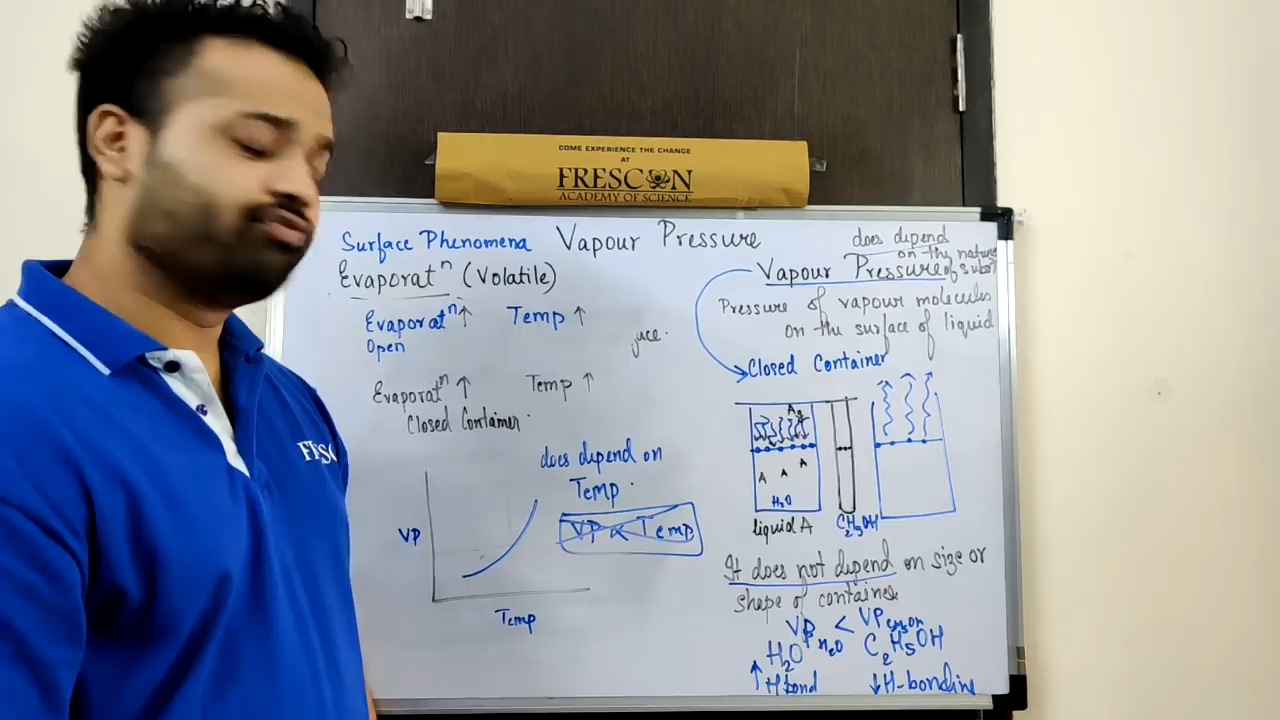 COME EXPERIENCE THE CHANGE
AT
FRESCON
ACADEMY OF SCIENCE
Surface Phenomena Vapour Pressure
Evaporatⁿ (Volatile)
Evaporatⁿ↑ Temp ↑
Open
Evaporatⁿ ↑ Temp ↑
Closed Container.
does depend on
Temp.
VP ∝ Temp
VP
Temp
does depend
on the nature
of subst
Vapour Pressure
Pressure of vapour molecules
on the surface of liquid
Closed Container
A A A
H₂O
liquid A
C₂H₅OH
It does not depend on size or
shape of container
VP H₂O < VP C₂H₅OH
H₂O C₂H₅OH
↑ H bond ↓ H-bonding